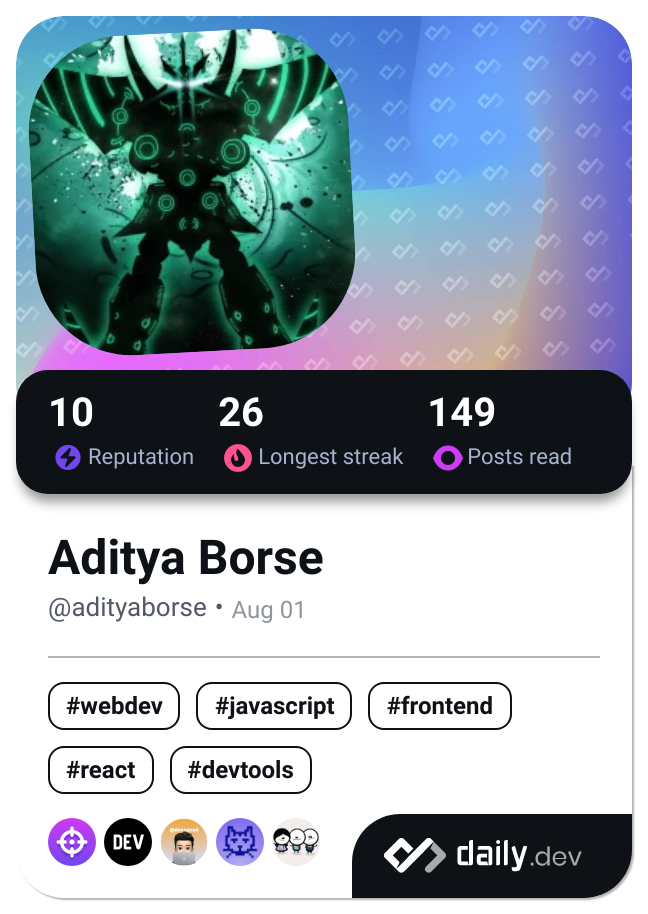 10 26 149
Reputation Longest streak Posts read
Aditya Borse
@adityaborse • Aug 01
#webdev #javascript #frontend
#react #devtools
DEV
daily.dev